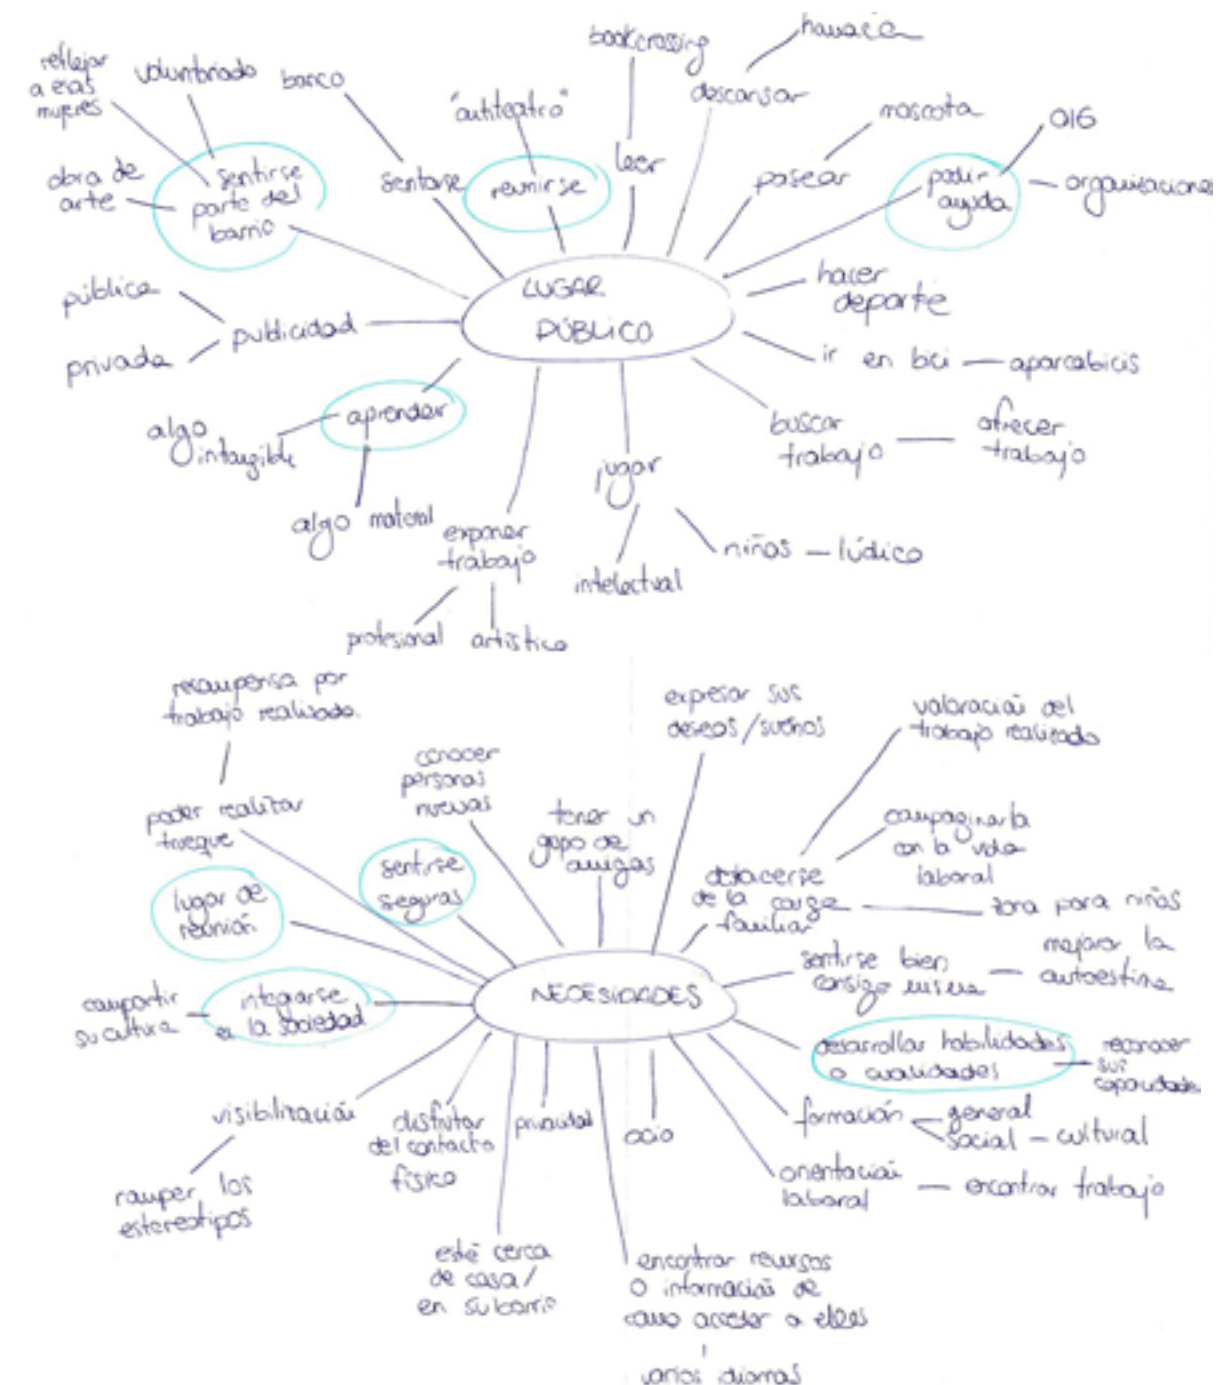 reflejar
a esas
mujeres
voluntariado
banco
bookcrossing
hamaca
descansar
"anfiteatro"
mascota
016
obra de
arte
sentirse
parte del
barrio
sentarse
reunirse
leer
pasear
pedir
ayuda
organizaciones
pública
privada
publicidad
LUGAR
PÚBLICO
hacer
deporte
ir en bici
aparcabicis
algo
intangible
aprender
algo material
buscar
trabajo
ofrecer
trabajo
jugar
exponer
trabajo
niños – lúdico
intelectual
profesional
artístico
recompensa por
trabajo realizado.
expresar sus
deseos/sueños
valoración del
trabajo realizado
conocer
personas
nuevas
poder realizar
trueque
tener un
grupo de
amigas
compaginarla
con la vida
laboral
sentirse
seguras
lugar de
reunión
deshacerse
de la carga
familiar
zona para niños
sentirse bien
consigo misma
mejorar la
autoestima
NECESIDADES
compartir
su cultura
integrarse
en la sociedad
desarrollar habilidades
o cualidades
reconocer
sus
capacidades
visibilización
disfrutar
del contacto
físico
privacidad
ocio
formación
general
social – cultural
romper los
estereotipos
orientación
laboral
encontrar trabajo
esté cerca
de casa/
en su barrio
encontrar recursos
o información de
como acceder a ellos
varios idiomas